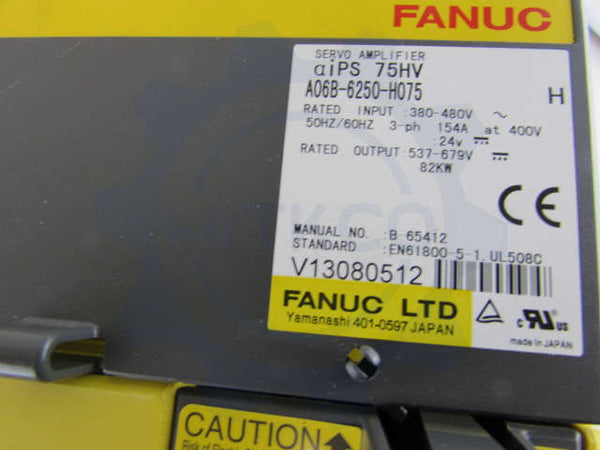 FANUC
SERVO AMPLIFIER
αiPS 75HV
A06B-6250-H075
H
RATED INPUT :380-480V ～
50HZ/60HZ 3-ph 154A at 400V
:24v ⎓
RATED OUTPUT:537-679V ⎓
82KW
CE
MANUAL NO. :B-65412
STANDARD :EN61800-5-1.UL508C
V13080512
FANUC LTD
Yamanashi 401-0597 JAPAN
c US
made in JAPAN
CAUTION